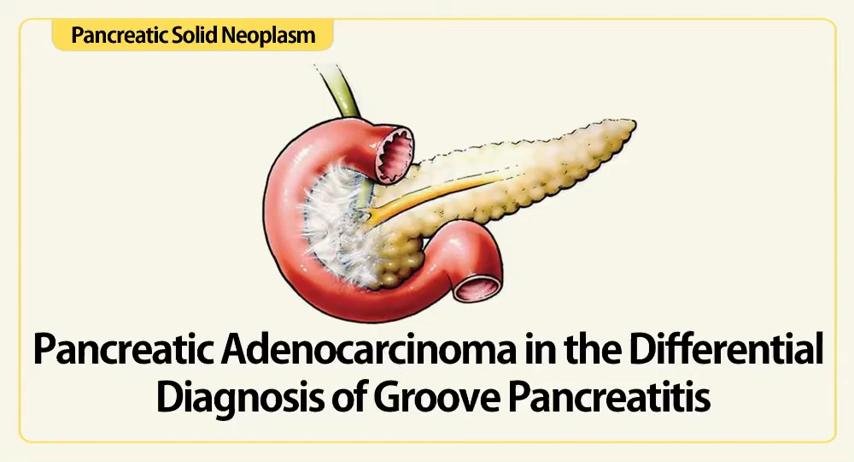 Pancreatic Solid Neoplasm
Pancreatic Adenocarcinoma in the Differential
Diagnosis of Groove Pancreatitis